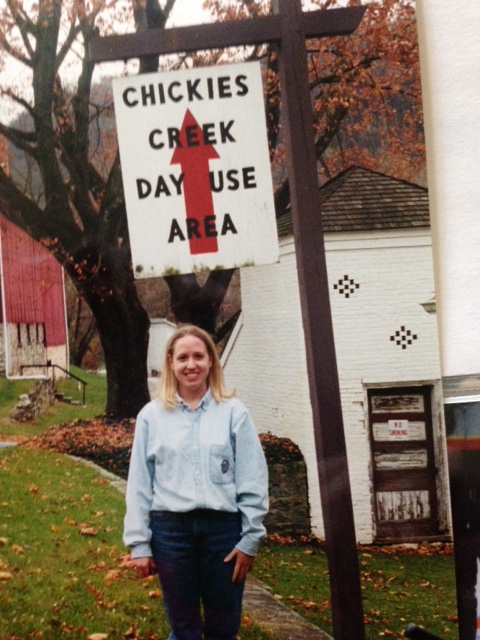 CHICKIES
CREEK
DAY USE
AREA
NO
SMOKING